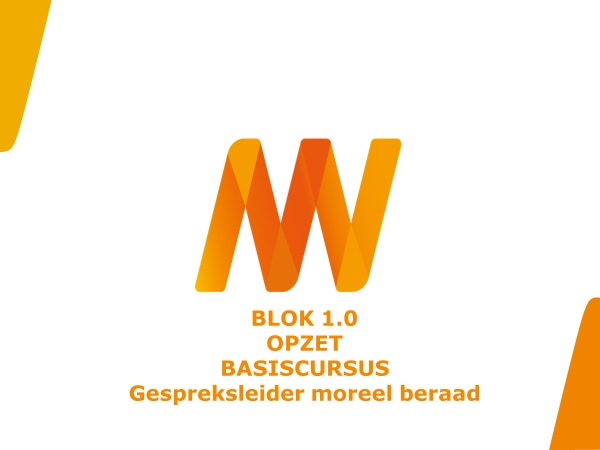 BLOK 1.0
OPZET
BASISCURSUS
Gespreksleider moreel beraad